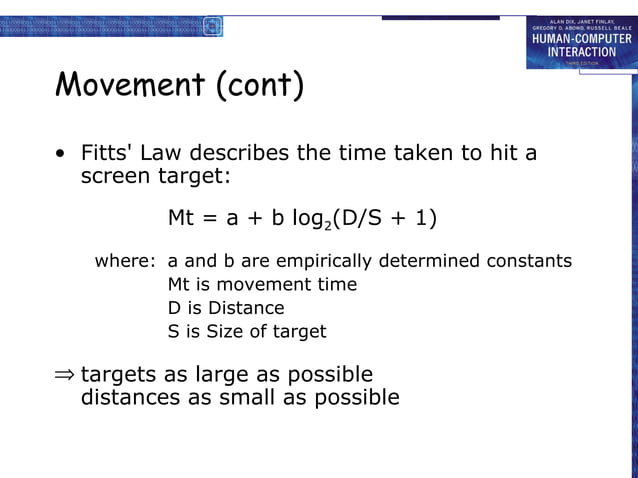 ALAN DIX, JANET FINLAY,
GREGORY D. ABOWD, RUSSELL BEALE
HUMAN-COMPUTER
INTERACTION
THIRD EDITION
Movement (cont)
• Fitts' Law describes the time taken to hit a
screen target:
Mt = a + b log₂(D/S + 1)
where: a and b are empirically determined constants
Mt is movement time
D is Distance
S is Size of target
⇒ targets as large as possible
distances as small as possible